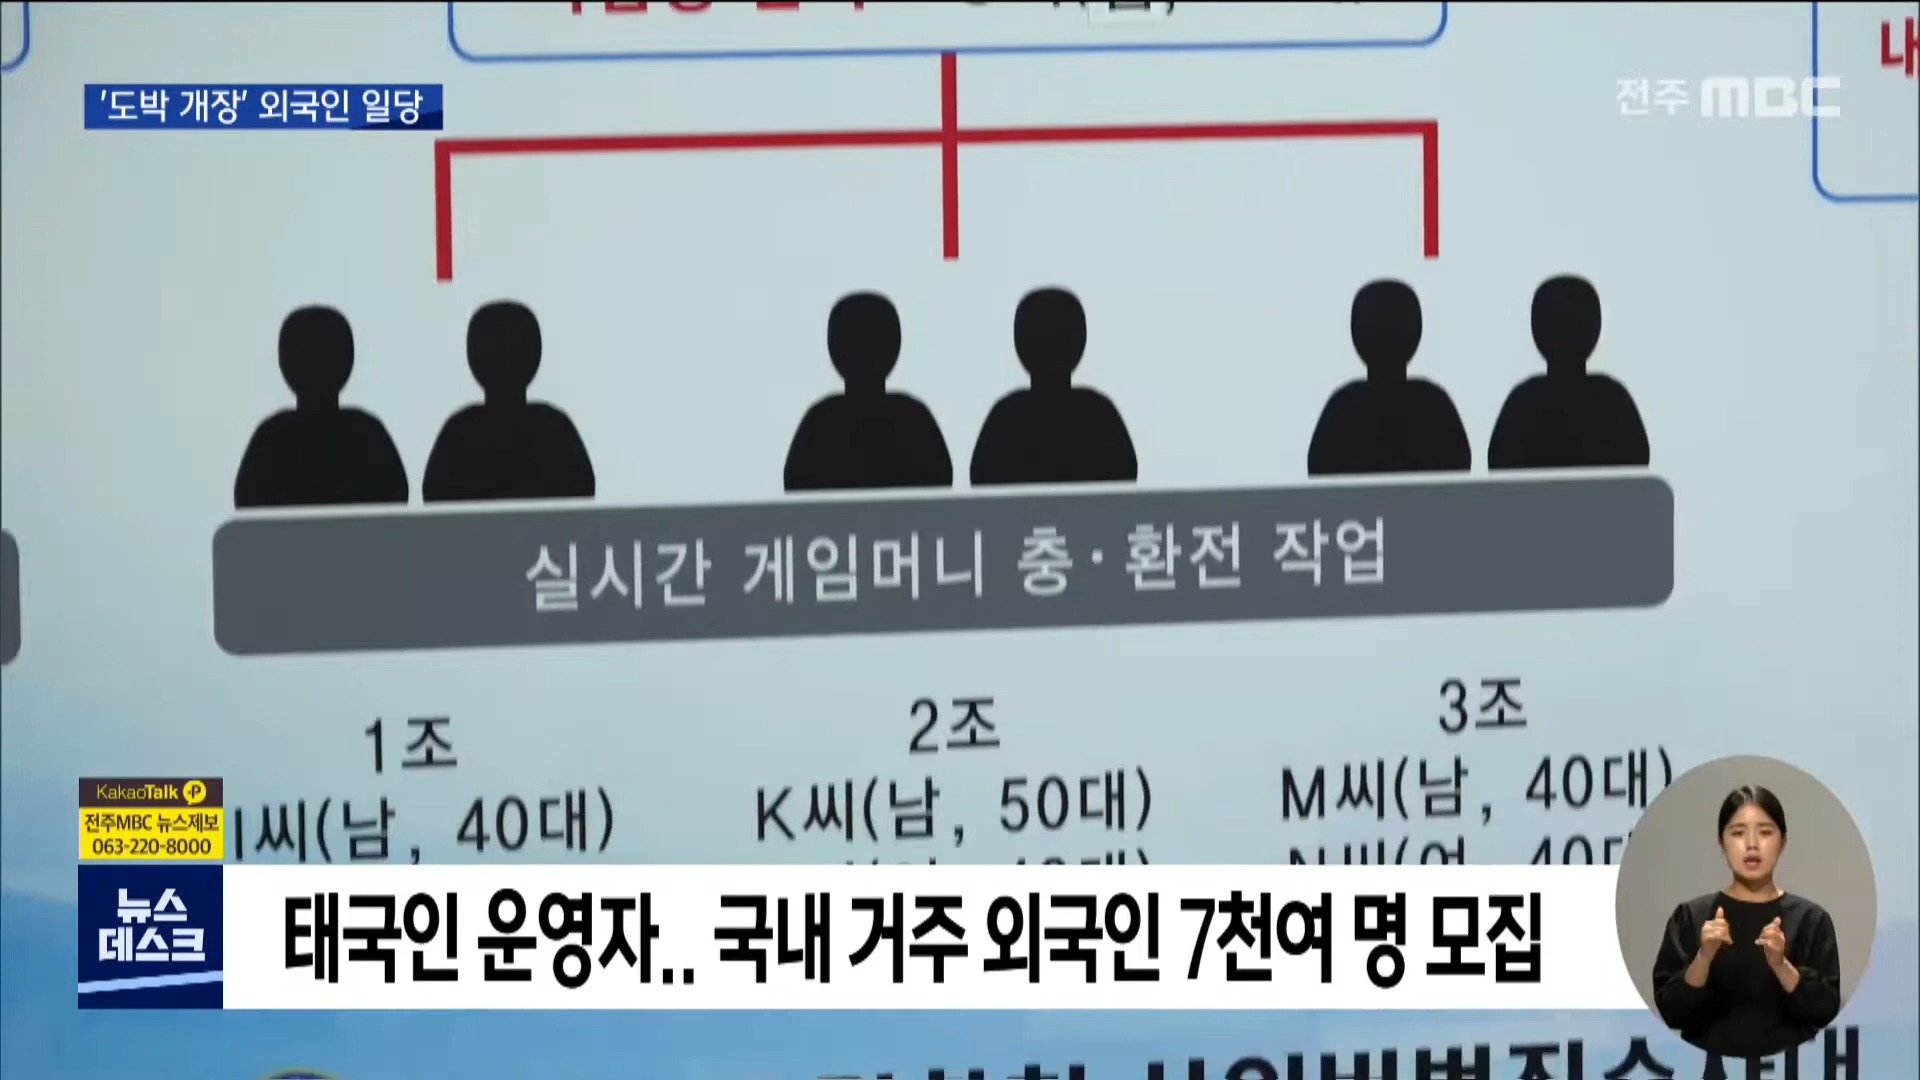 '도박 개장' 외국인 일당
전주 MBC
내
실시간 게임머니 충·환전 작업
1조
2조
3조
I씨(남, 40대)
K씨(남, 50대)
M씨(남, 40대)
KakaoTalk
전주MBC 뉴스제보
063-220-8000
뉴스
데스크
태국인 운영자.. 국내 거주 외국인 7천여 명 모집